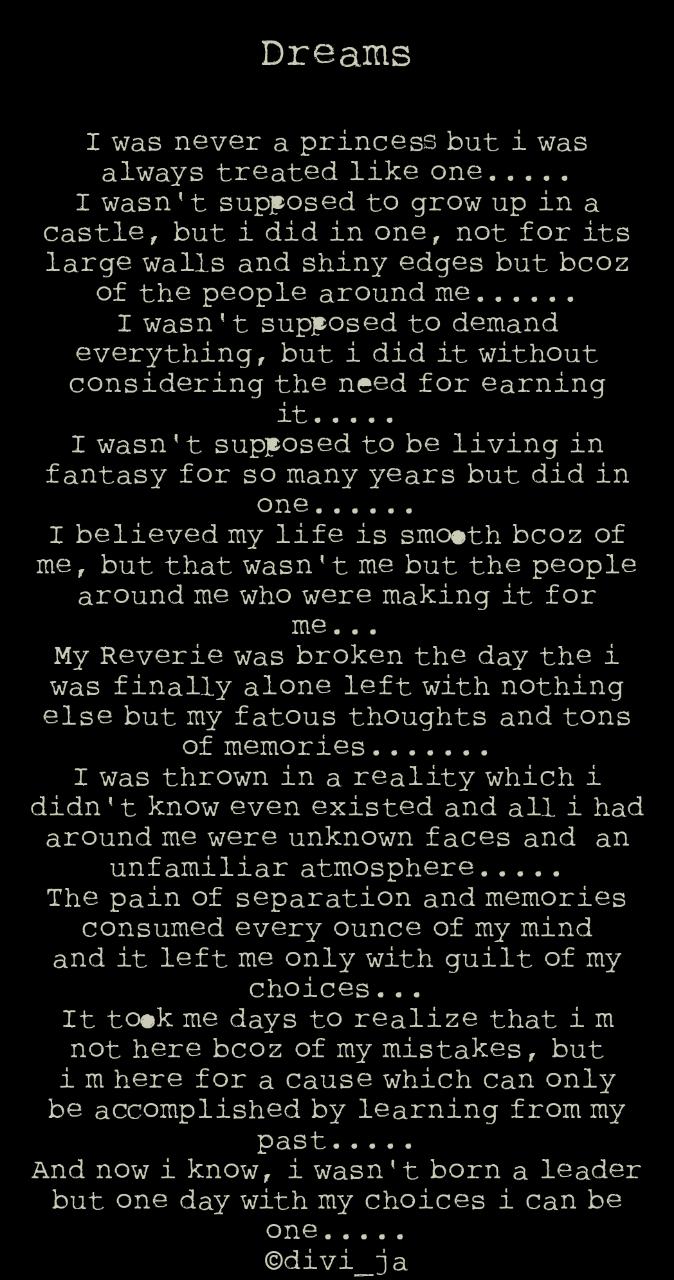 Dreams
I was never a princess but i was
always treated like one.....
I wasn't supposed to grow up in a
castle, but i did in one, not for its
large walls and shiny edges but bcoz
of the people around me......
I wasn't supposed to demand
everything, but i did it without
considering the need for earning
it.....
I wasn't supposed to be living in
fantasy for so many years but did in
one......
I believed my life is smooth bcoz of
me, but that wasn't me but the people
around me who were making it for
me...
My Reverie was broken the day the i
was finally alone left with nothing
else but my fatous thoughts and tons
of memories.......
I was thrown in a reality which i
didn't know even existed and all i had
around me were unknown faces and  an
unfamiliar atmosphere.....
The pain of separation and memories
consumed every ounce of my mind
and it left me only with guilt of my
choices...
It took me days to realize that i m
not here bcoz of my mistakes, but
i m here for a cause which can only
be accomplished by learning from my
past.....
And now i know, i wasn't born a leader
but one day with my choices i can be
one.....
©divi_ja